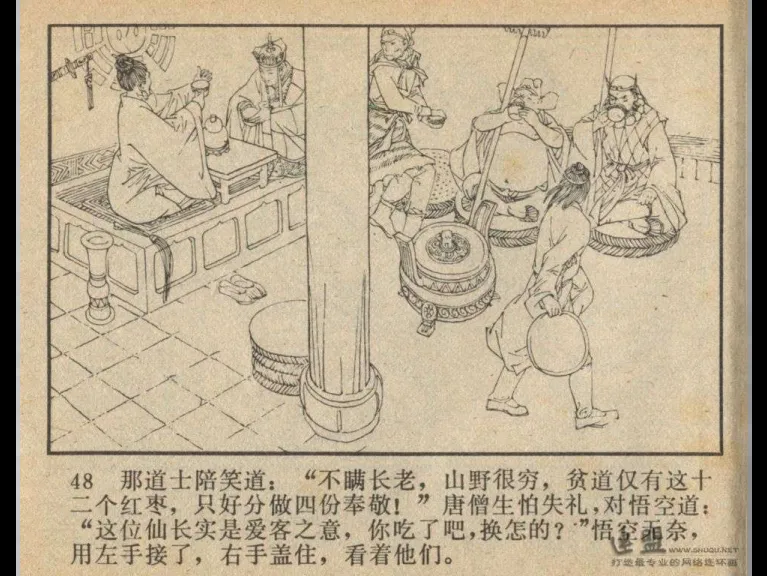 48 那道士陪笑道：“不瞒长老，山野很穷，贫道仅有这十
二个红枣，只好分做四份奉敬！”唐僧生怕失礼，对悟空道：
“这位仙长实是爱客之意，你吃了吧，换怎的？”悟空无奈，
用左手接了，右手盖住，看着他们。
WWW.SHUQU.NET
打造最专业的网络连环画